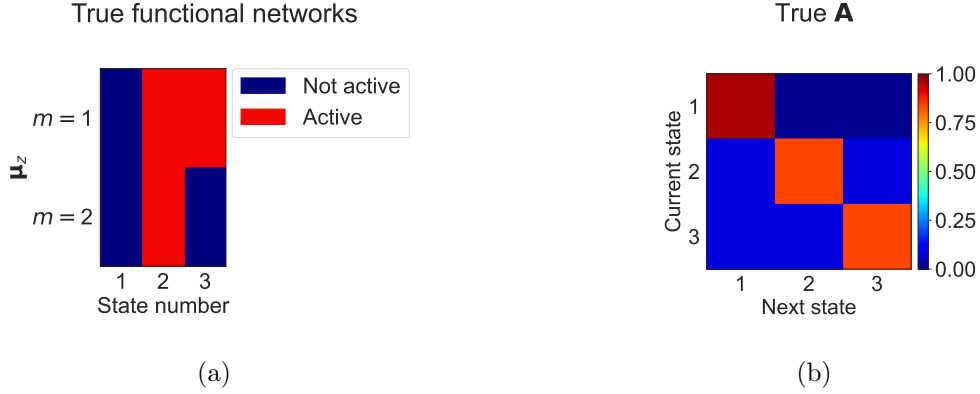 True functional networks
m = 1
m = 2
μz
1 2 3
State number
Not active
Active
(a)
True A
Current state
1
2
3
1 2 3
Next state
1.00
0.75
0.50
0.25
0.00
(b)